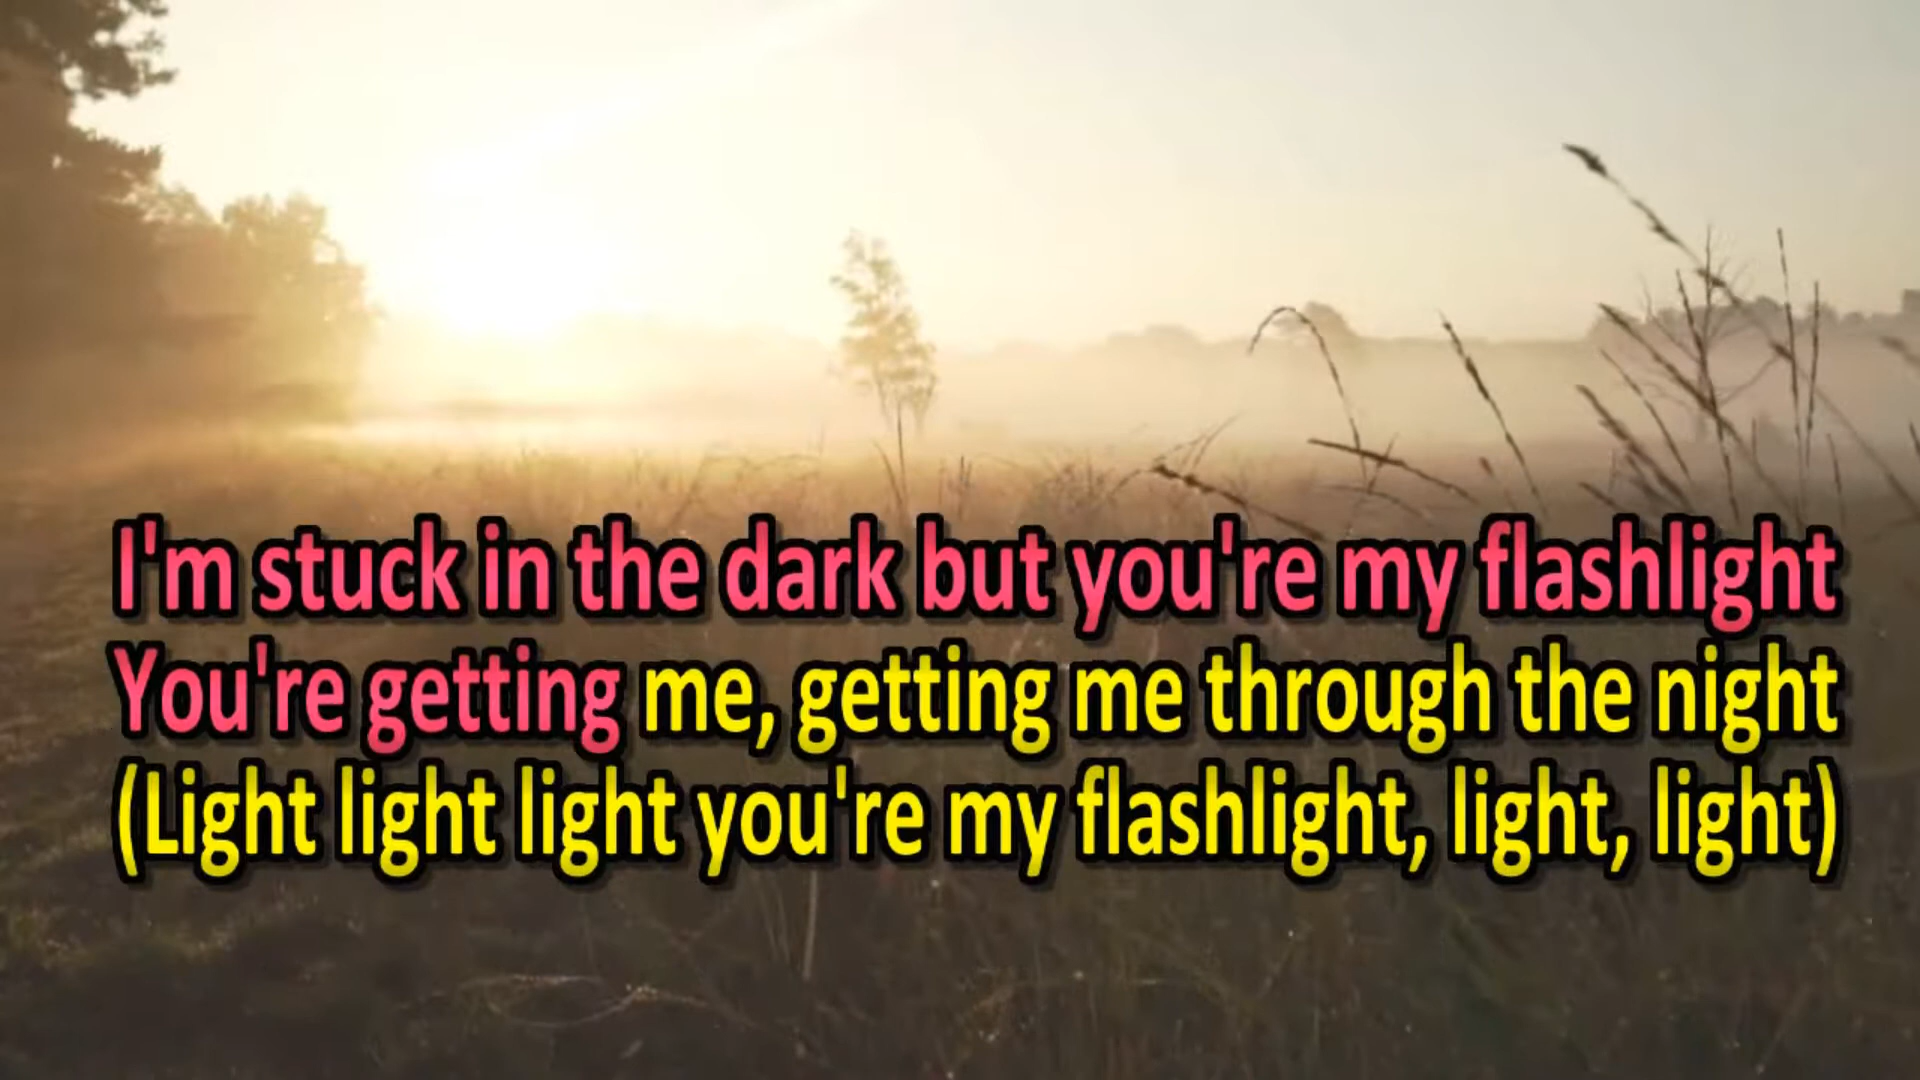 I'm stuck in the dark but you're my flashlight
You're getting me, getting me through the night
(Light light light you're my flashlight, light, light)